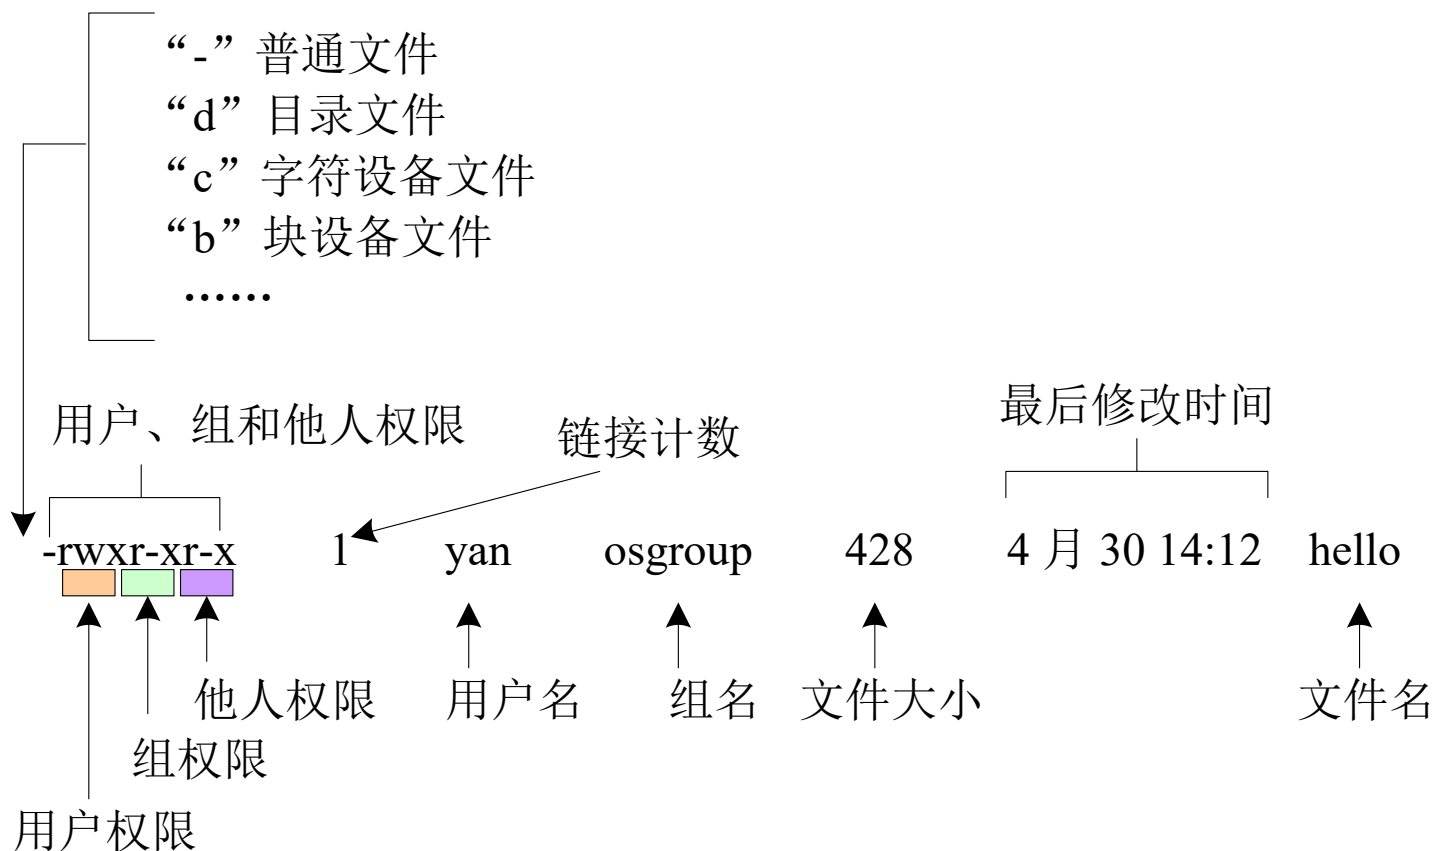 “-” 普通文件
“d” 目录文件
“c” 字符设备文件
“b” 块设备文件
……
用户、组和他人权限
链接计数
最后修改时间
-rwxr-xr-x 1 yan osgroup 428 4 月 30 14:12 hello
他人权限 用户名 组名 文件大小 文件名
组权限
用户权限